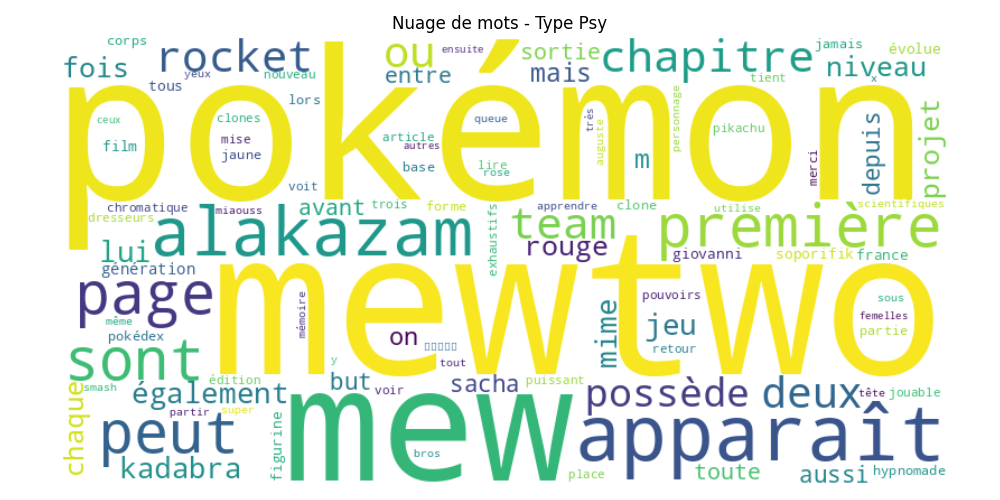 Nuage de mots - Type Psy
corps
rocket
ou
ensuite
sortie
chapitre
jamais
évolue
fois
yeux
nouveau
entre
mais
tient
niveau
x
tous
pokémon
lors
ceux
clones
queue
très
auguste
personnage
pikachu
depuis
projet
film
mise
jaune
article
autres
m
merci
base
lire
rose
voit
chromatique
miaouss
avant
trois
forme
exhaustifs
apprendre
clone
utilise
scientifiques
dresseurs
alakazam
team
première
lui
rouge
giovanni
soporifik
france
génération
page
mewtwo
mémoire
pouvoirs
sous
même
pokédex
on
mime
jeu
femelles
partie
retour
sont
y
tout
smash
édition
but
voir
sacha
puissant
chaque
également
possède
deux
tête
jouable
partir
super
mew
peut
figurine
bros
apparaît
kadabra
place
toute
aussi
hypnomade